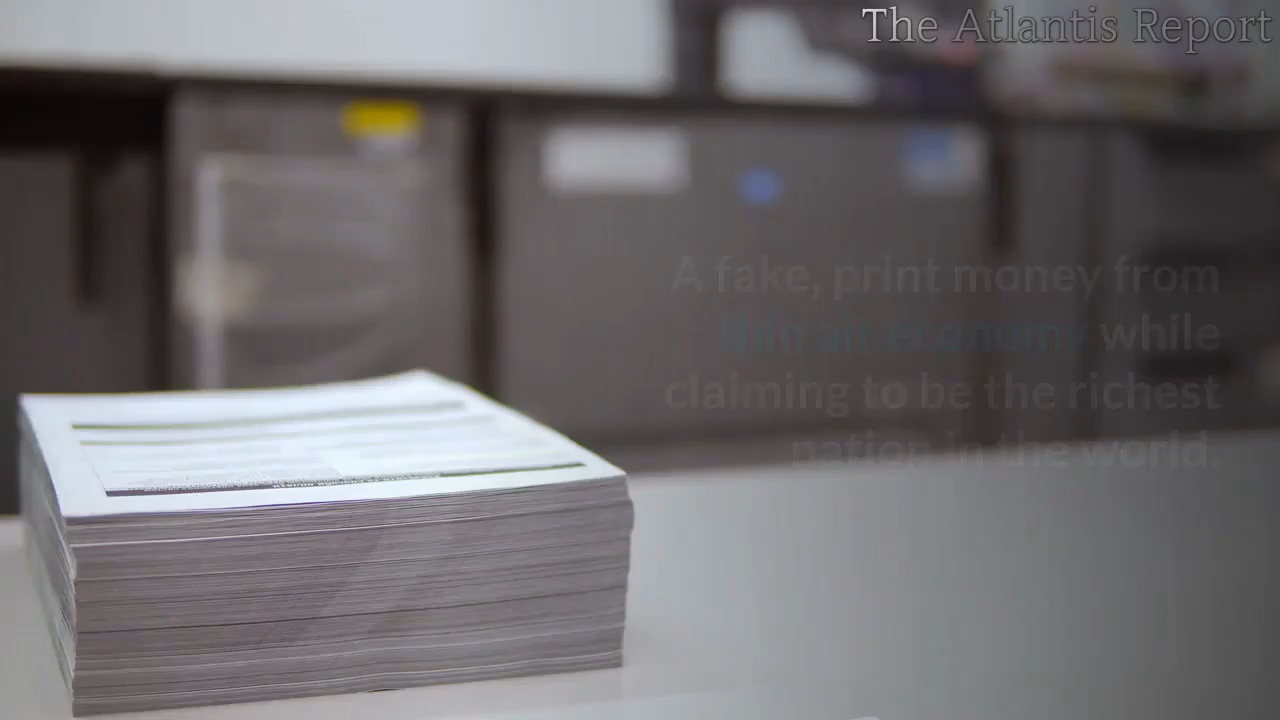 The Atlantis Report
A fake, print money from
thin air economy while
claiming to be the richest
nation in the world.